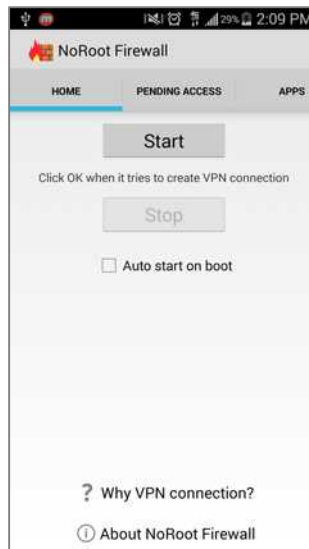 29% 2:09 PM
NoRoot Firewall
HOME PENDING ACCESS APPS
Start
Click OK when it tries to create VPN connection
Stop
Auto start on boot
? Why VPN connection?
About NoRoot Firewall